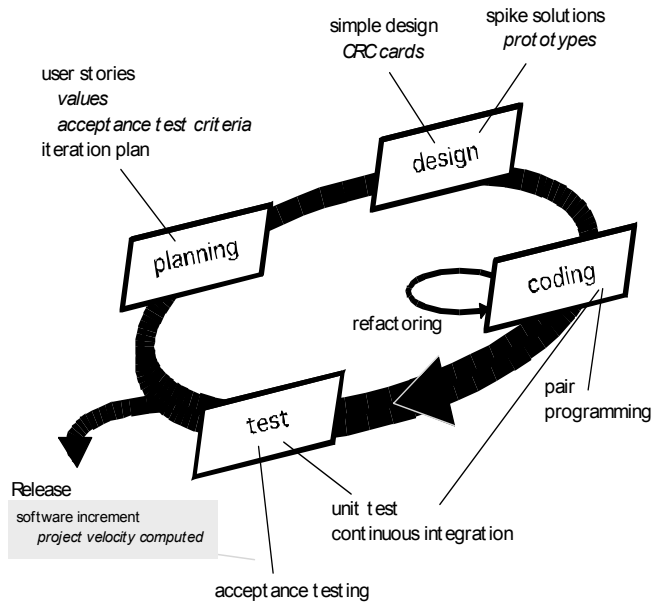 simple design
CRC cards
spike solutions
prototypes
user stories
values
acceptance test criteria
iteration plan
design
planning
coding
refactoring
test
pair
programming
Release
software increment
project velocity computed
unit test
continuous integration
acceptance testing